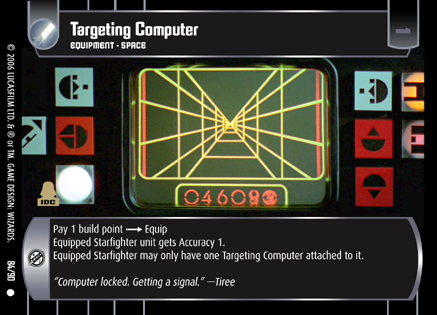 Targeting Computer
EQUIPMENT - SPACE
© 2006 LUCASFILM LTD. & ® or TM. GAME DESIGN: WIZARDS.
84/90
IDC
Pay 1 build point → Equip
Equipped Starfighter unit gets Accuracy 1.
Equipped Starfighter may only have one Targeting Computer attached to it.
"Computer locked. Getting a signal." —Tiree